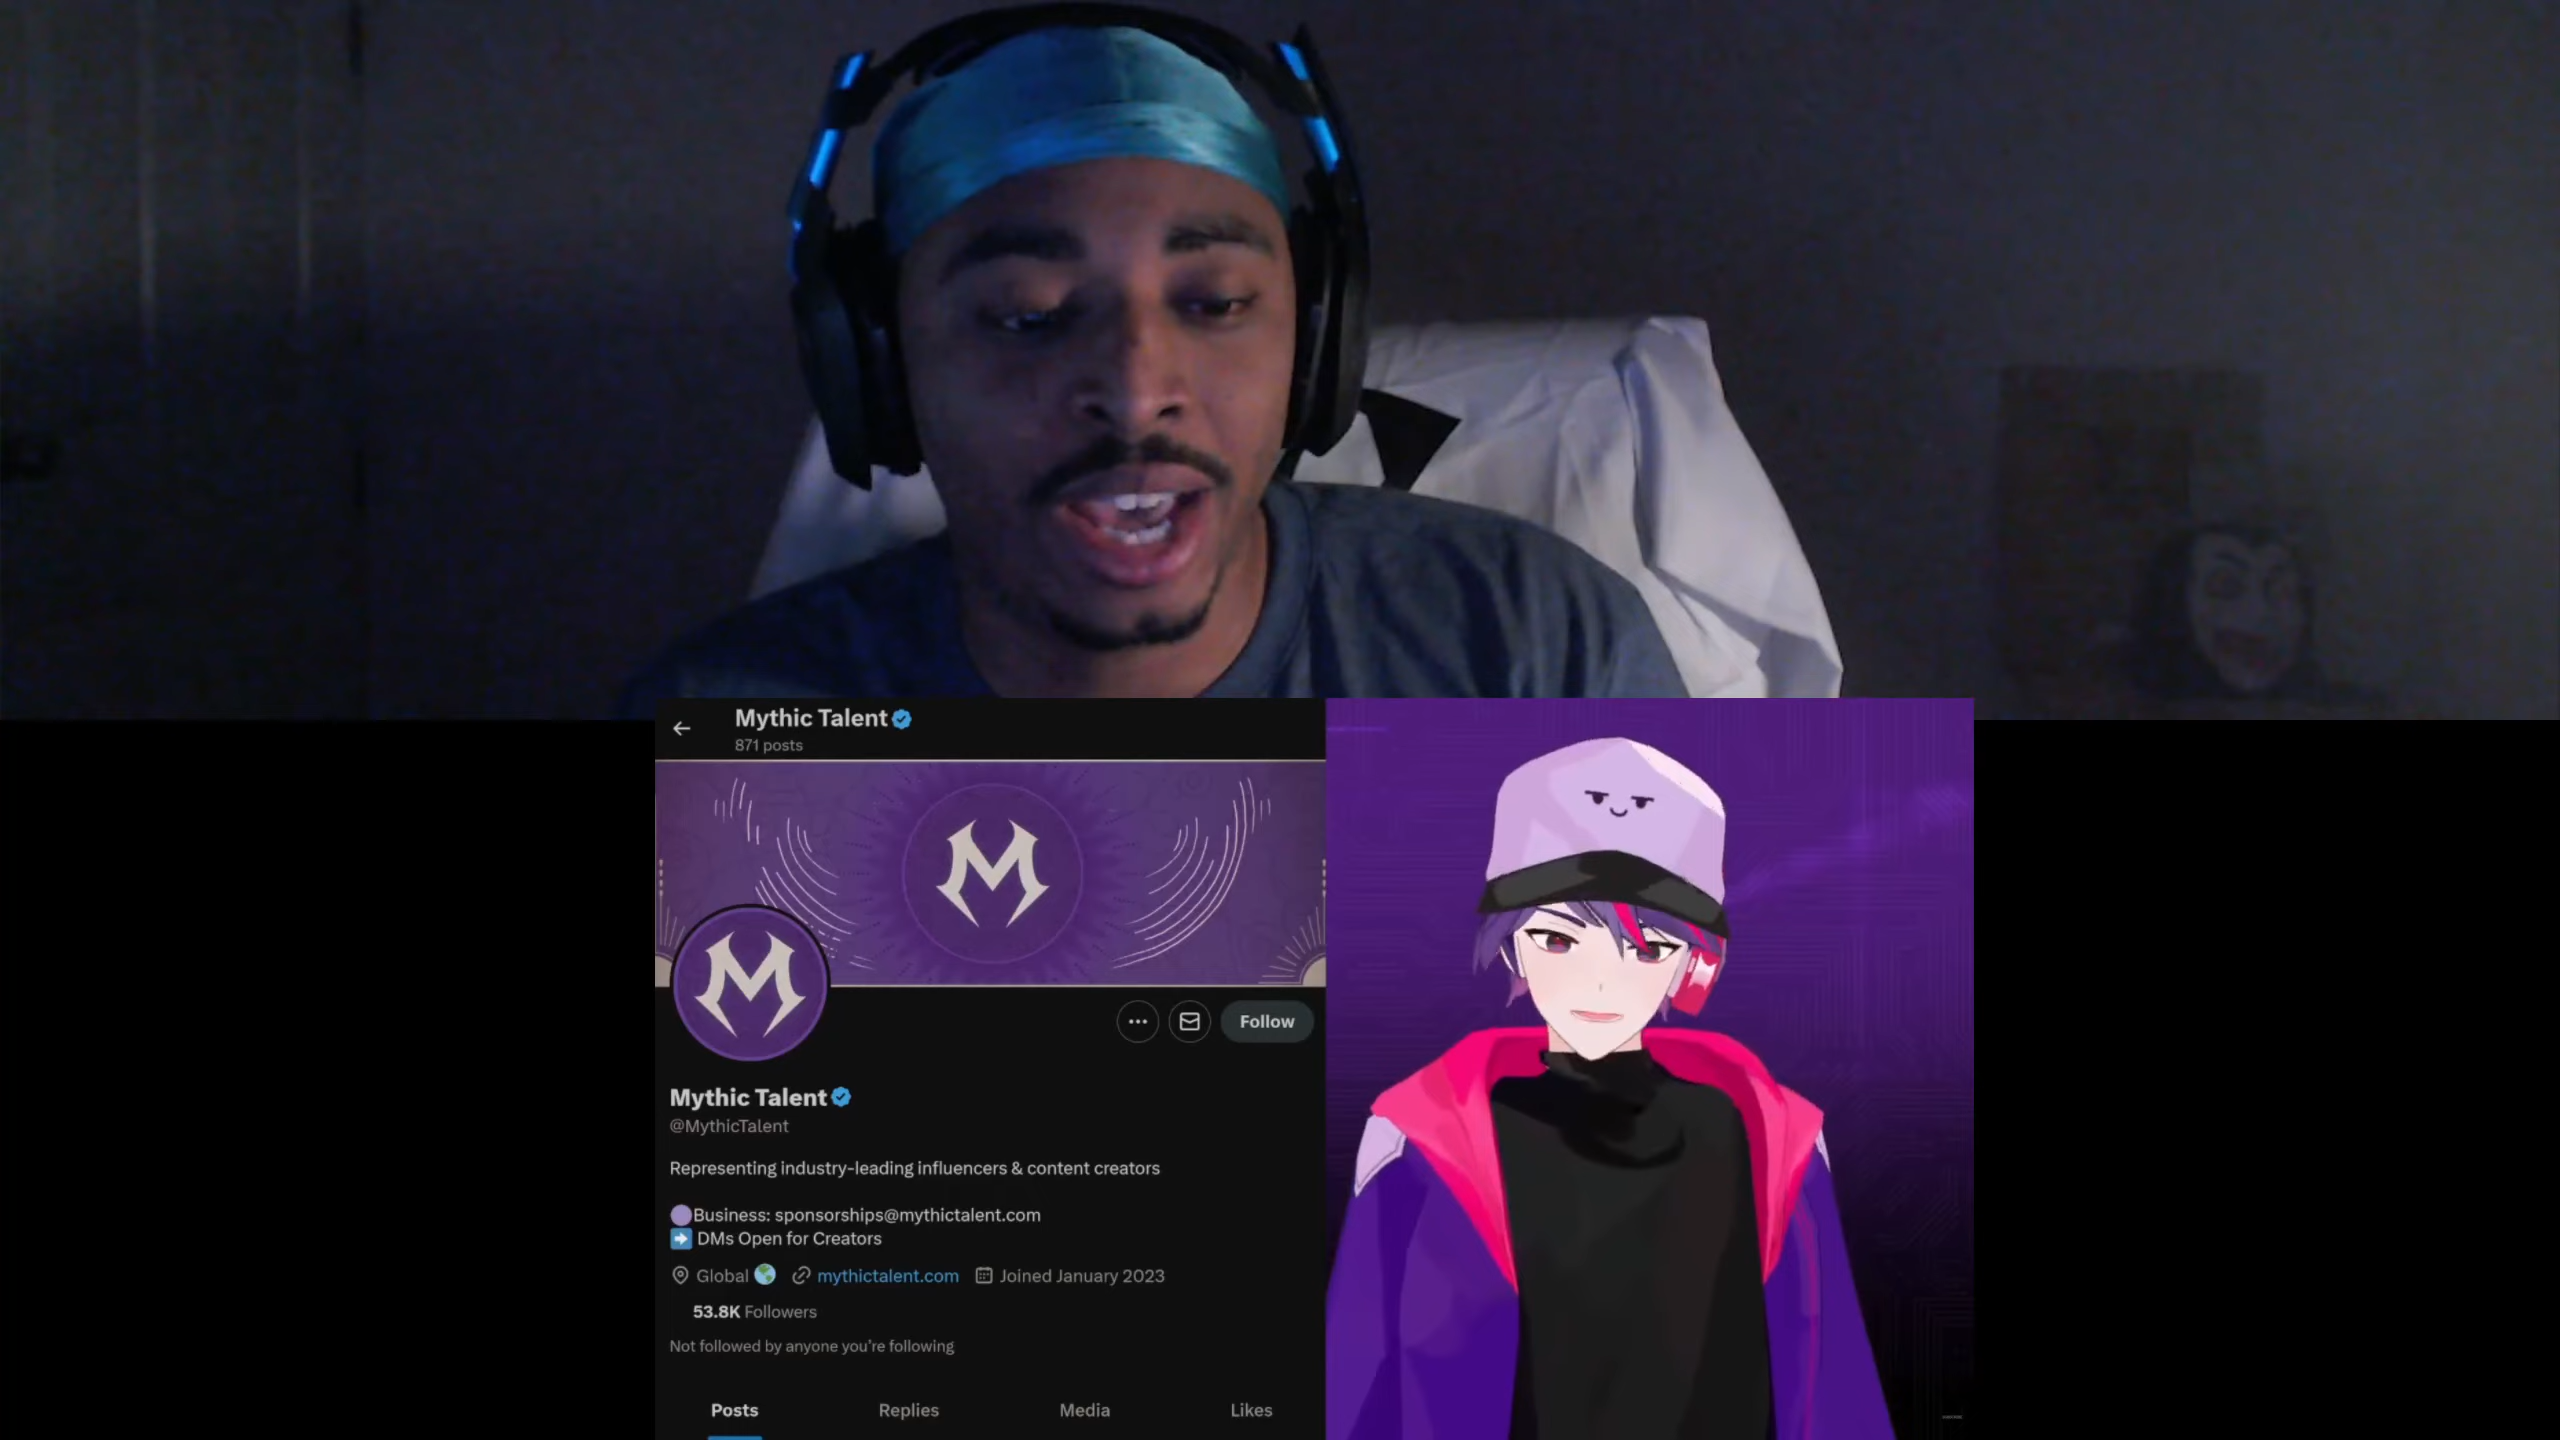 Mythic Talent
871 posts
Follow
Mythic Talent
@MythicTalent
Representing industry-leading influencers & content creators
Business: sponsorships@mythictalent.com
DMs Open for Creators
Global mythictalent.com Joined January 2023
53.8K Followers
Not followed by anyone you're following
Posts Replies Media Likes